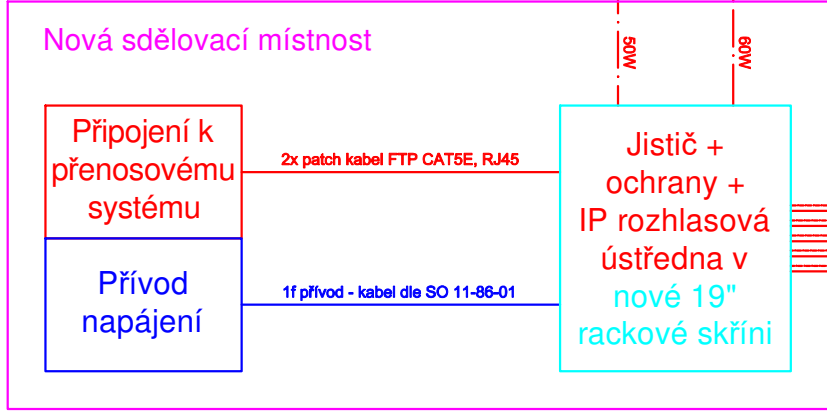 Nová sdělovací místnost
50W
60W
Připojení k
přenosovému
systému
2x patch kabel FTP CAT5E, RJ45
Jistič +
ochrany +
IP rozhlasová
ústředna v
nové 19"
rackové skříni
Přívod
napájení
1f přívod - kabel dle SO 11-86-01